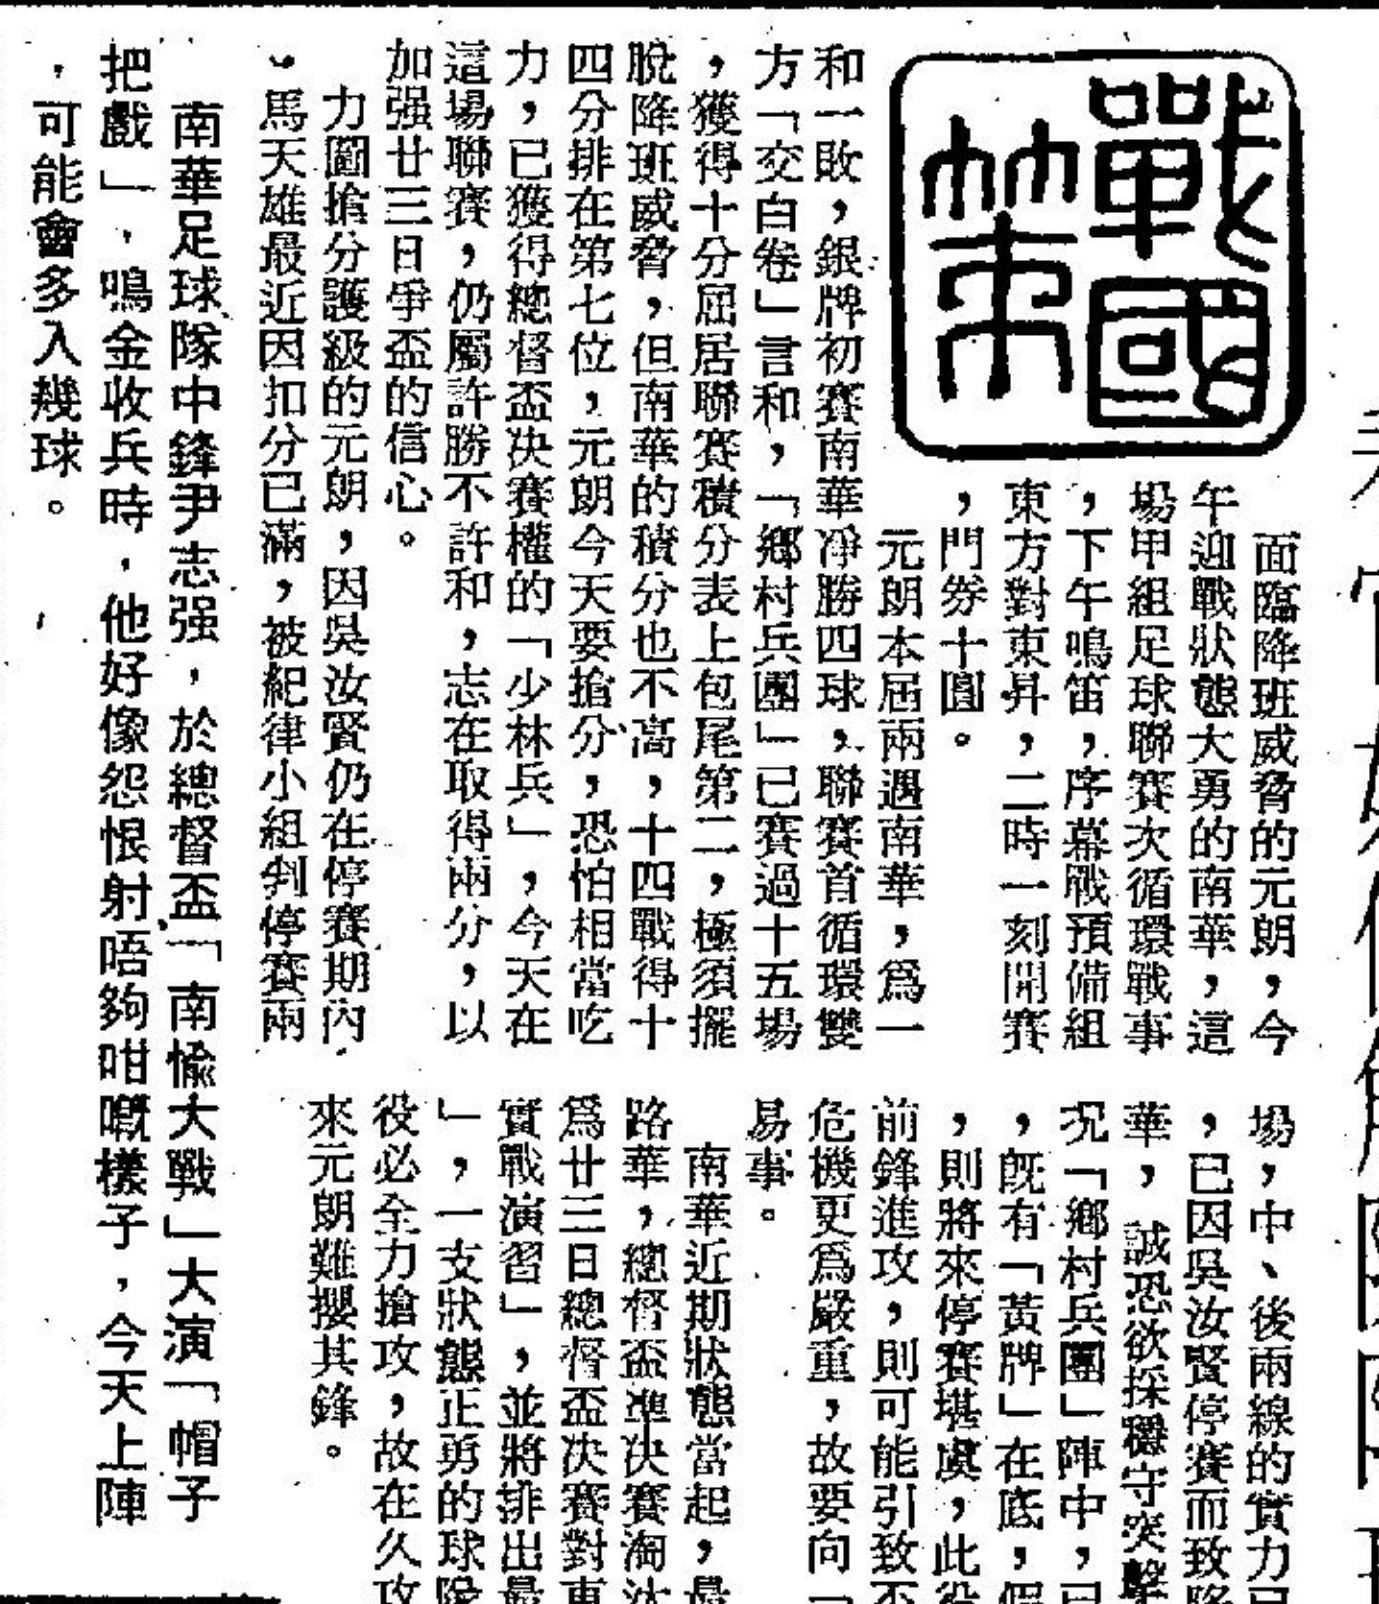 戰國策
面臨降班威脅的元朗，今
午迎戰狀態大勇的南華，這
場甲組足球聯賽次循環戰事
，下午鳴笛，序幕戰預備組
東方對東昇，二時一刻開賽
，門券十圓。
元朗本屆兩遇南華，爲一
和一敗，銀牌初賽南華淨勝四球，聯賽首循環雙
方「交白卷」言和，「鄉村兵團」已賽過十五場
，獲得十分屈居聯賽積分表上包尾第二，極須擺
脫降班威脅，但南華的積分也不高，十四戰得十
四分排在第七位，元朗今天要搶分，恐怕相當吃
力，已獲得總督盃决賽權的「少林兵」，今天在
這場聯賽，仍屬許勝不許和，志在取得兩分，以
加强廿三日爭盃的信心。
力圖搶分護級的元朗，因吳汝賢仍在停賽期內
，馬天雄最近因扣分已滿，被紀律小組判停賽兩
場，中、後兩線的實力已
，已因吳汝賢停賽而致降
華，誠恐欲採穩守突擊
况「鄉村兵團」陣中，已
，旣有「黃牌」在底，假
，則將來停賽堪虞，此役
前鋒進攻，則可能引致
危機更爲嚴重，故要向「
易事。
南華近期狀態當起，最
路華，總督盃準决賽淘汰
爲廿三日總督盃决賽對東
實戰演習」，並將排出最
」，一支狀態正勇的球隊
役必全力搶攻，故在久攻
來元朗難攖其鋒。
南華足球隊中鋒尹志强，於總督盃「南愉大戰」大演「帽子
把戲」，鳴金收兵時，他好像怨恨射唔夠咁嘅樣子，今天上陣
，可能會多入幾球。